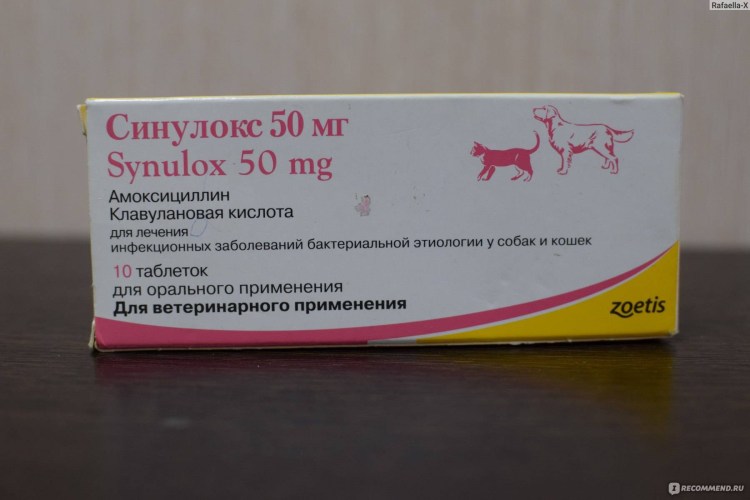 Rafaella-X
Синулокс 50 мг
Synulox 50 mg
Амоксициллин
Клавулановая кислота
для лечения
инфекционных заболеваний бактериальной этиологии у собак и кошек
10 таблеток
для орального применения
Для ветеринарного применения
zoetis
IRECOMMEND.RU